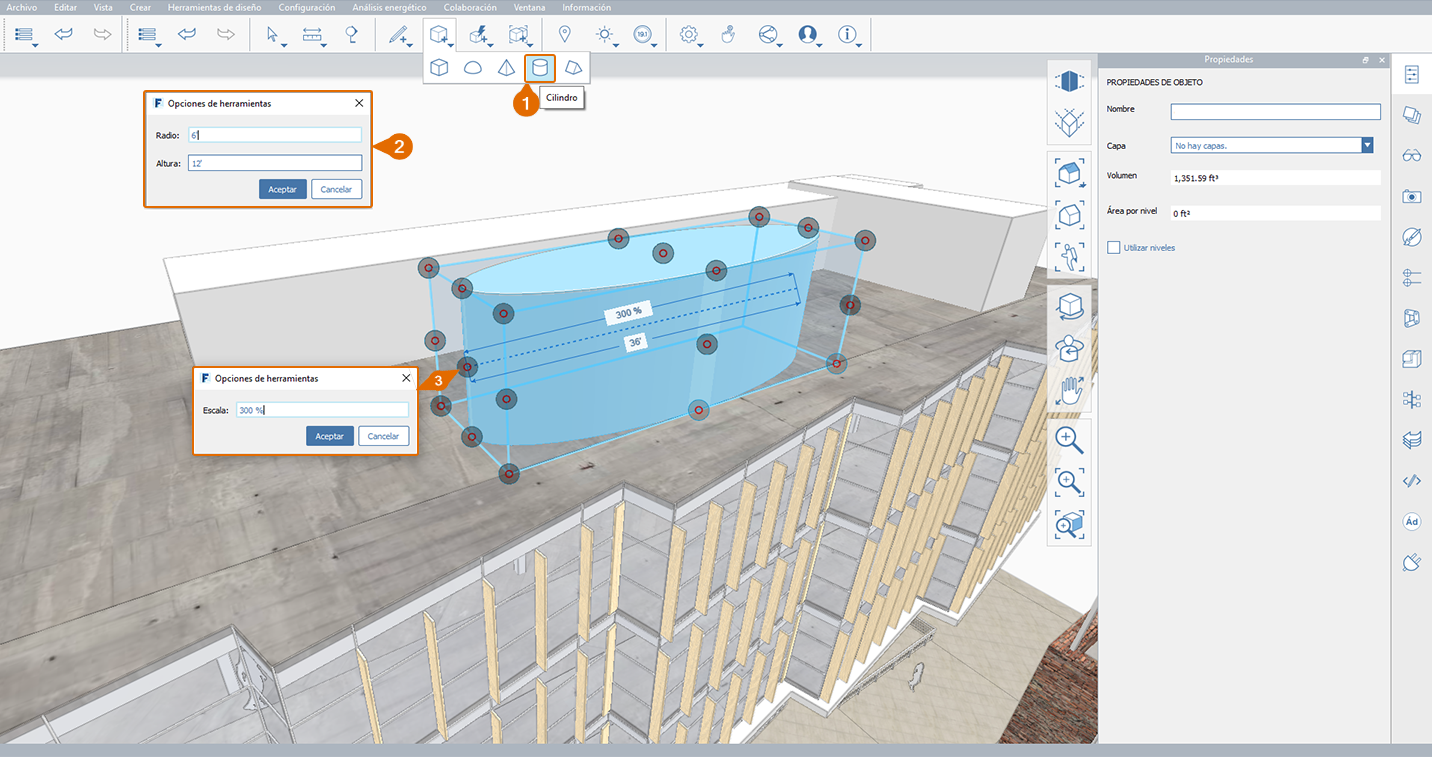 Archivo Editar Vista Crear Herramientas de diseño Configuración Análisis energético Colaboración Ventana Información
19.1
Cilindro
1
F Opciones de herramientas
Radio: 6'
Altura: 12'
Aceptar Cancelar
2
300 %
36'
F Opciones de herramientas
Escala: 300 %
Aceptar Cancelar
3
Propiedades
PROPIEDADES DE OBJETO
Nombre
Capa No hay capas.
Volumen 1,351.59 ft³
Área por nivel 0 ft²
Utilizar niveles
Ád